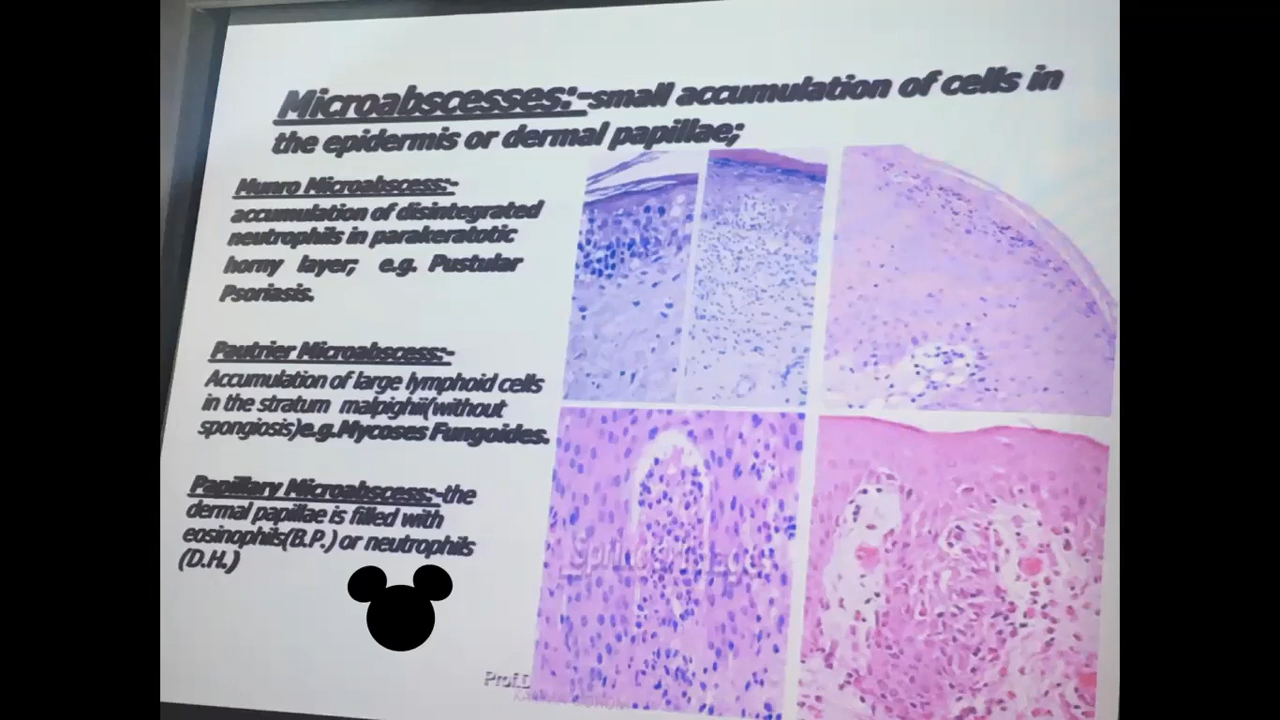 Microabscesses:-small accumulation of cells in
the epidermis or dermal papillae;
Munro Microabscess:-
accumulation of disintegrated
neutrophils in parakeratotic
horny layer; e.g. Pustular
Psoriasis.
Pautrier Microabscess:-
Accumulation of large lymphoid cells
in the stratum malpighii(without
spongiosis)e.g.Mycoses Fungoides.
Papillary Microabscess:-the
dermal papillae is filled with
eosinophils(B.P.) or neutrophils
(D.H.)
Prof.D